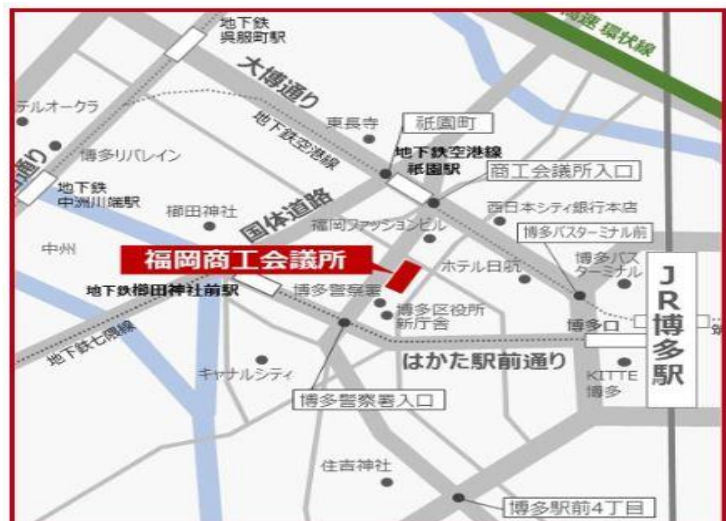 地下鉄
呉服町駅
高速 環状線
大博通り
テルオークラ
東長寺
祇園町
地下鉄空港線
博多リバレイン
地下鉄空港線
祇園駅
商工会議所入口
地下鉄
中洲川端駅
国体道路
櫛田神社
西日本シティ銀行本店
福岡ファッションビル
博多バスターミナル前
中州
福岡商工会議所
ホテル日航
博多バス
ターミナル
JR博多駅
地下鉄櫛田神社前駅
博多警察署
博多区役所
新庁舎
博多口
地下鉄七隈線
はかた駅前通り
キャナルシティ
KITTE
博多
博多警察署入口
住吉神社
博多駅前4丁目